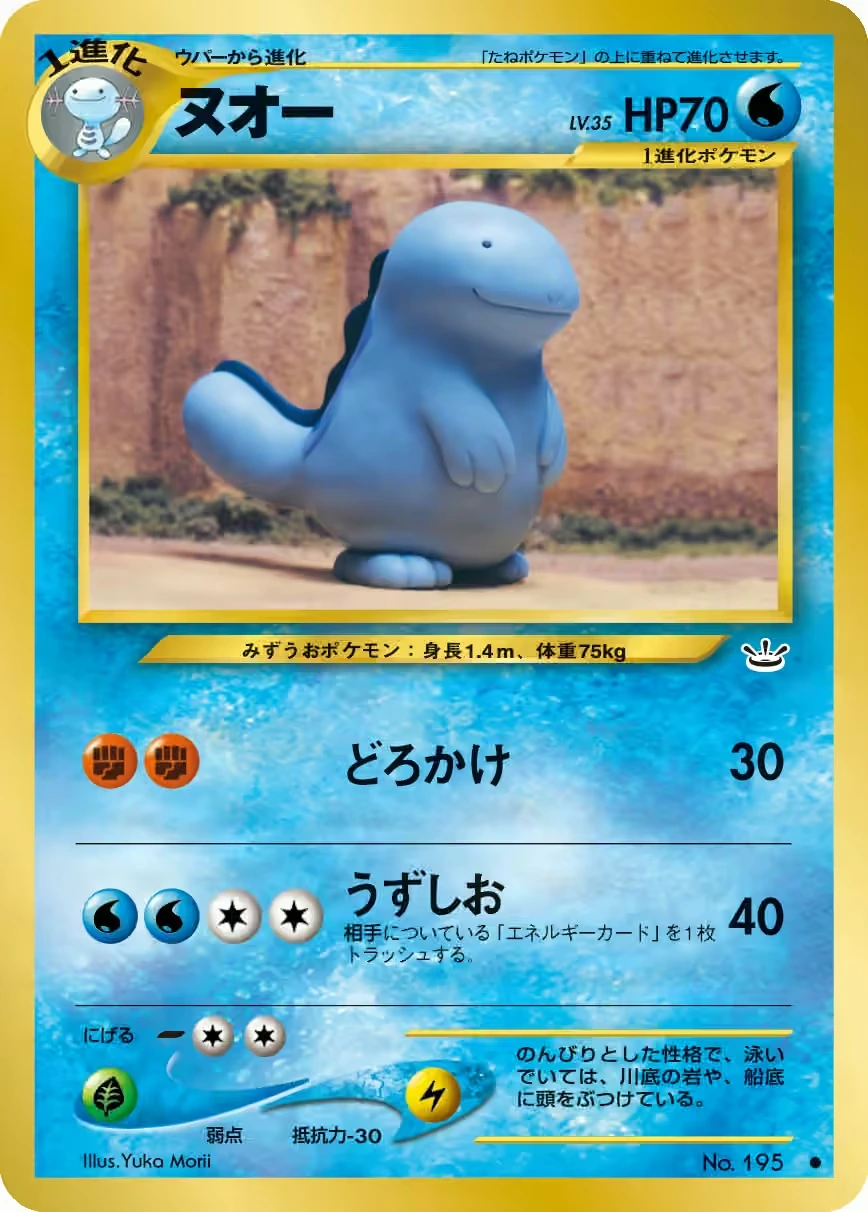 1進化
ウパーから進化
「たねポケモン」の上に重ねて進化させます。
ヌオー
LV.35 HP70
1進化ポケモン
みずうおポケモン：身長1.4m、体重75kg
どろかけ 30
うずしお 40
相手についている「エネルギーカード」を1枚
トラッシュする。
にげる
のんびりとした性格で、泳い
でいては、川底の岩や、船底
に頭をぶつけている。
弱点 抵抗力-30
Illus.Yuka Morii
No. 195